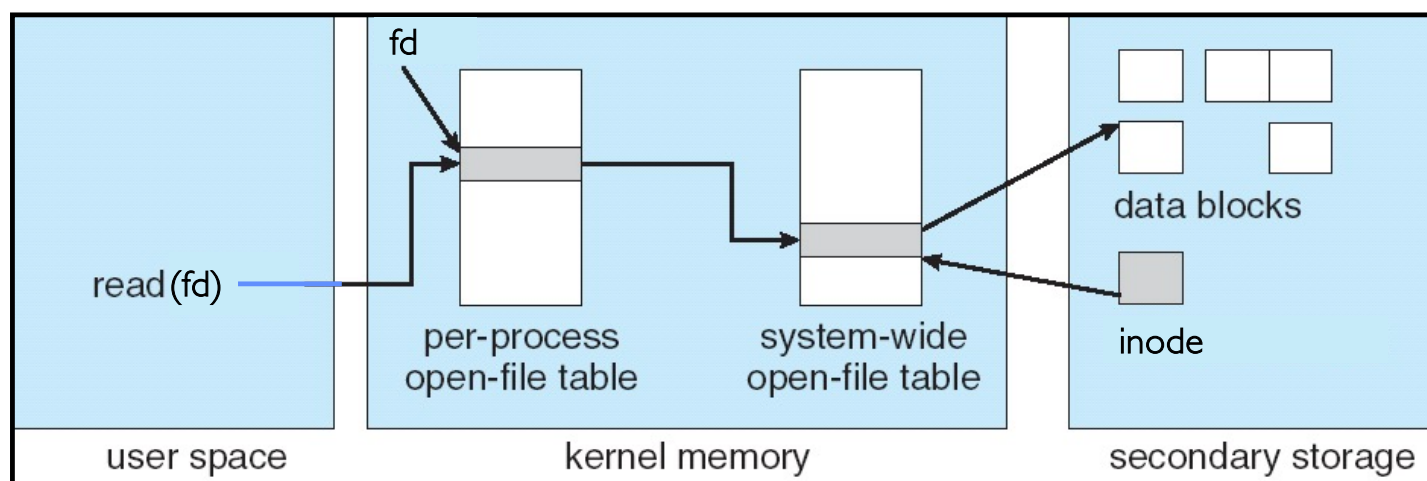 fd
read (fd)
per-process
open-file table
system-wide
open-file table
data blocks
inode
user space
kernel memory
secondary storage